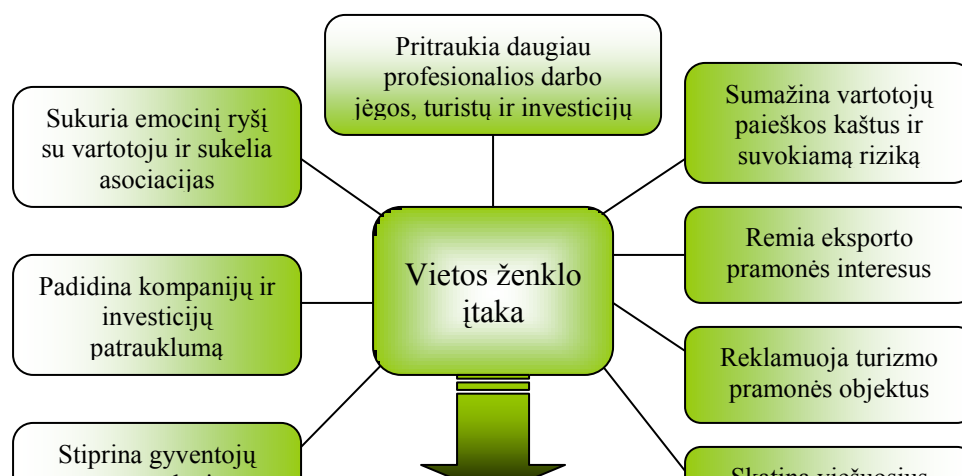 Pritraukia daugiau
profesionalios darbo
jėgos, turistų ir investicijų
Sukuria emocinį ryšį
su vartotoju ir sukelia
asociacijas
Sumažina vartotojų
paieškos kaštus ir
suvokiamą riziką
Vietos ženklo
įtaka
Remia eksporto
pramonės interesus
Padidina kompanijų ir
investicijų
patrauklumą
Reklamuoja turizmo
pramonės objektus
Stiprina gyventojų
Skatina viešuosius